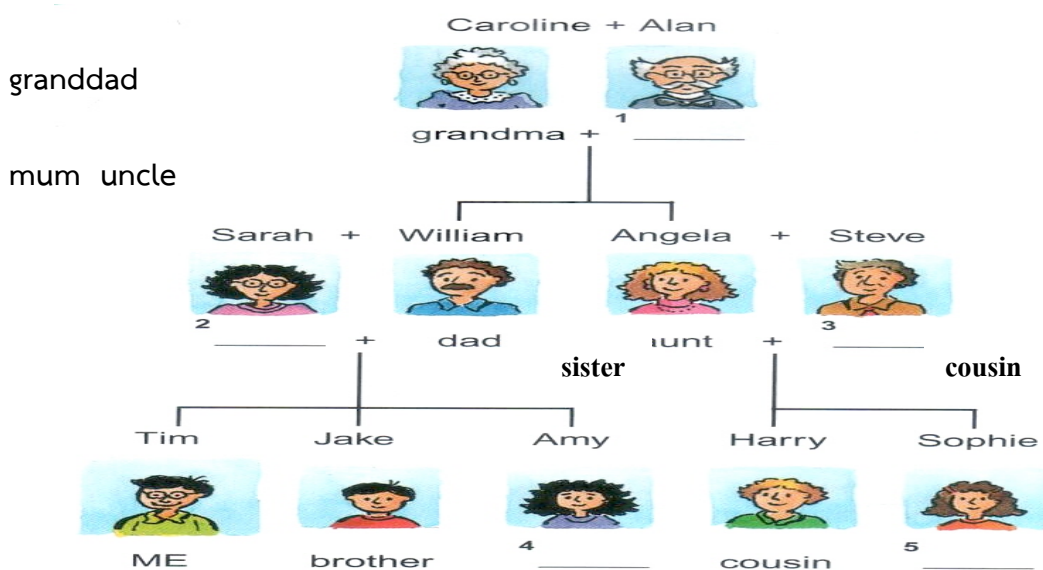 Caroline + Alan
granddad
1
grandma + ________
mum uncle
Sarah + William Angela + Steve
2 3
________ + dad unt + ________
sister cousin
Tim Jake Amy Harry Sophie
4 5
ME brother ________ cousin ________